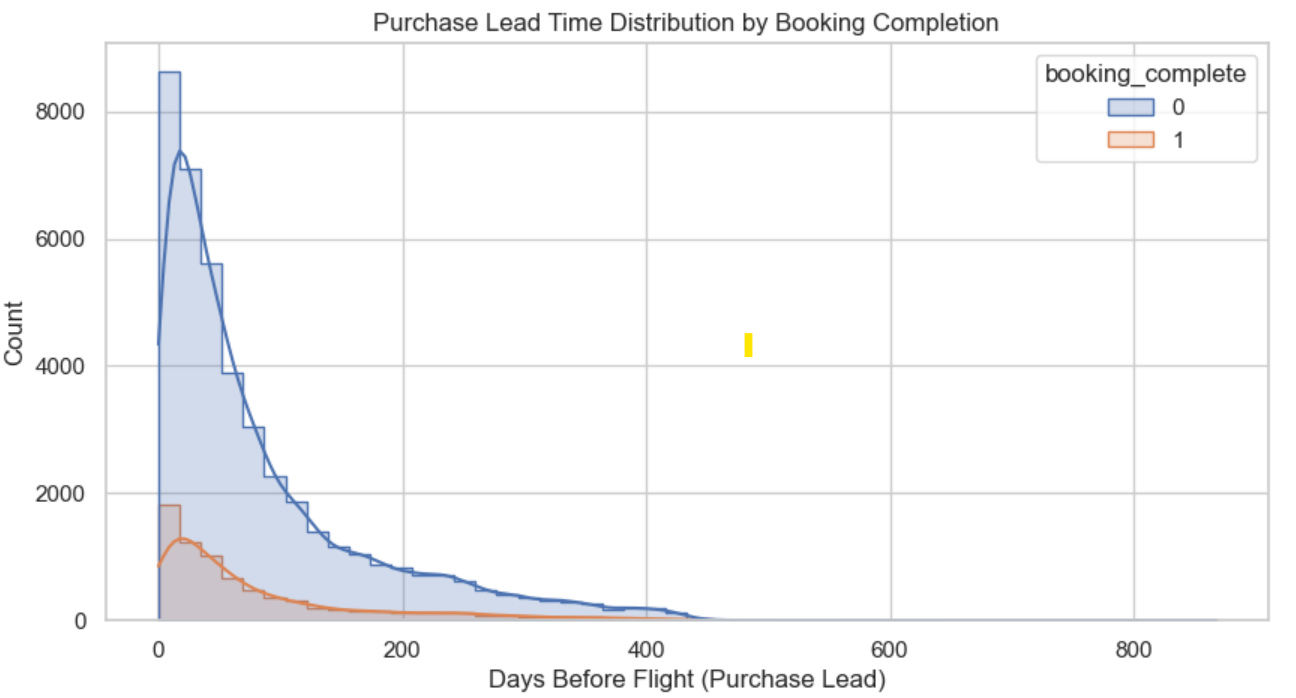 Purchase Lead Time Distribution by Booking Completion
booking_complete
0
1
8000
6000
4000
2000
0
Count
0 200 400 600 800
Days Before Flight (Purchase Lead)